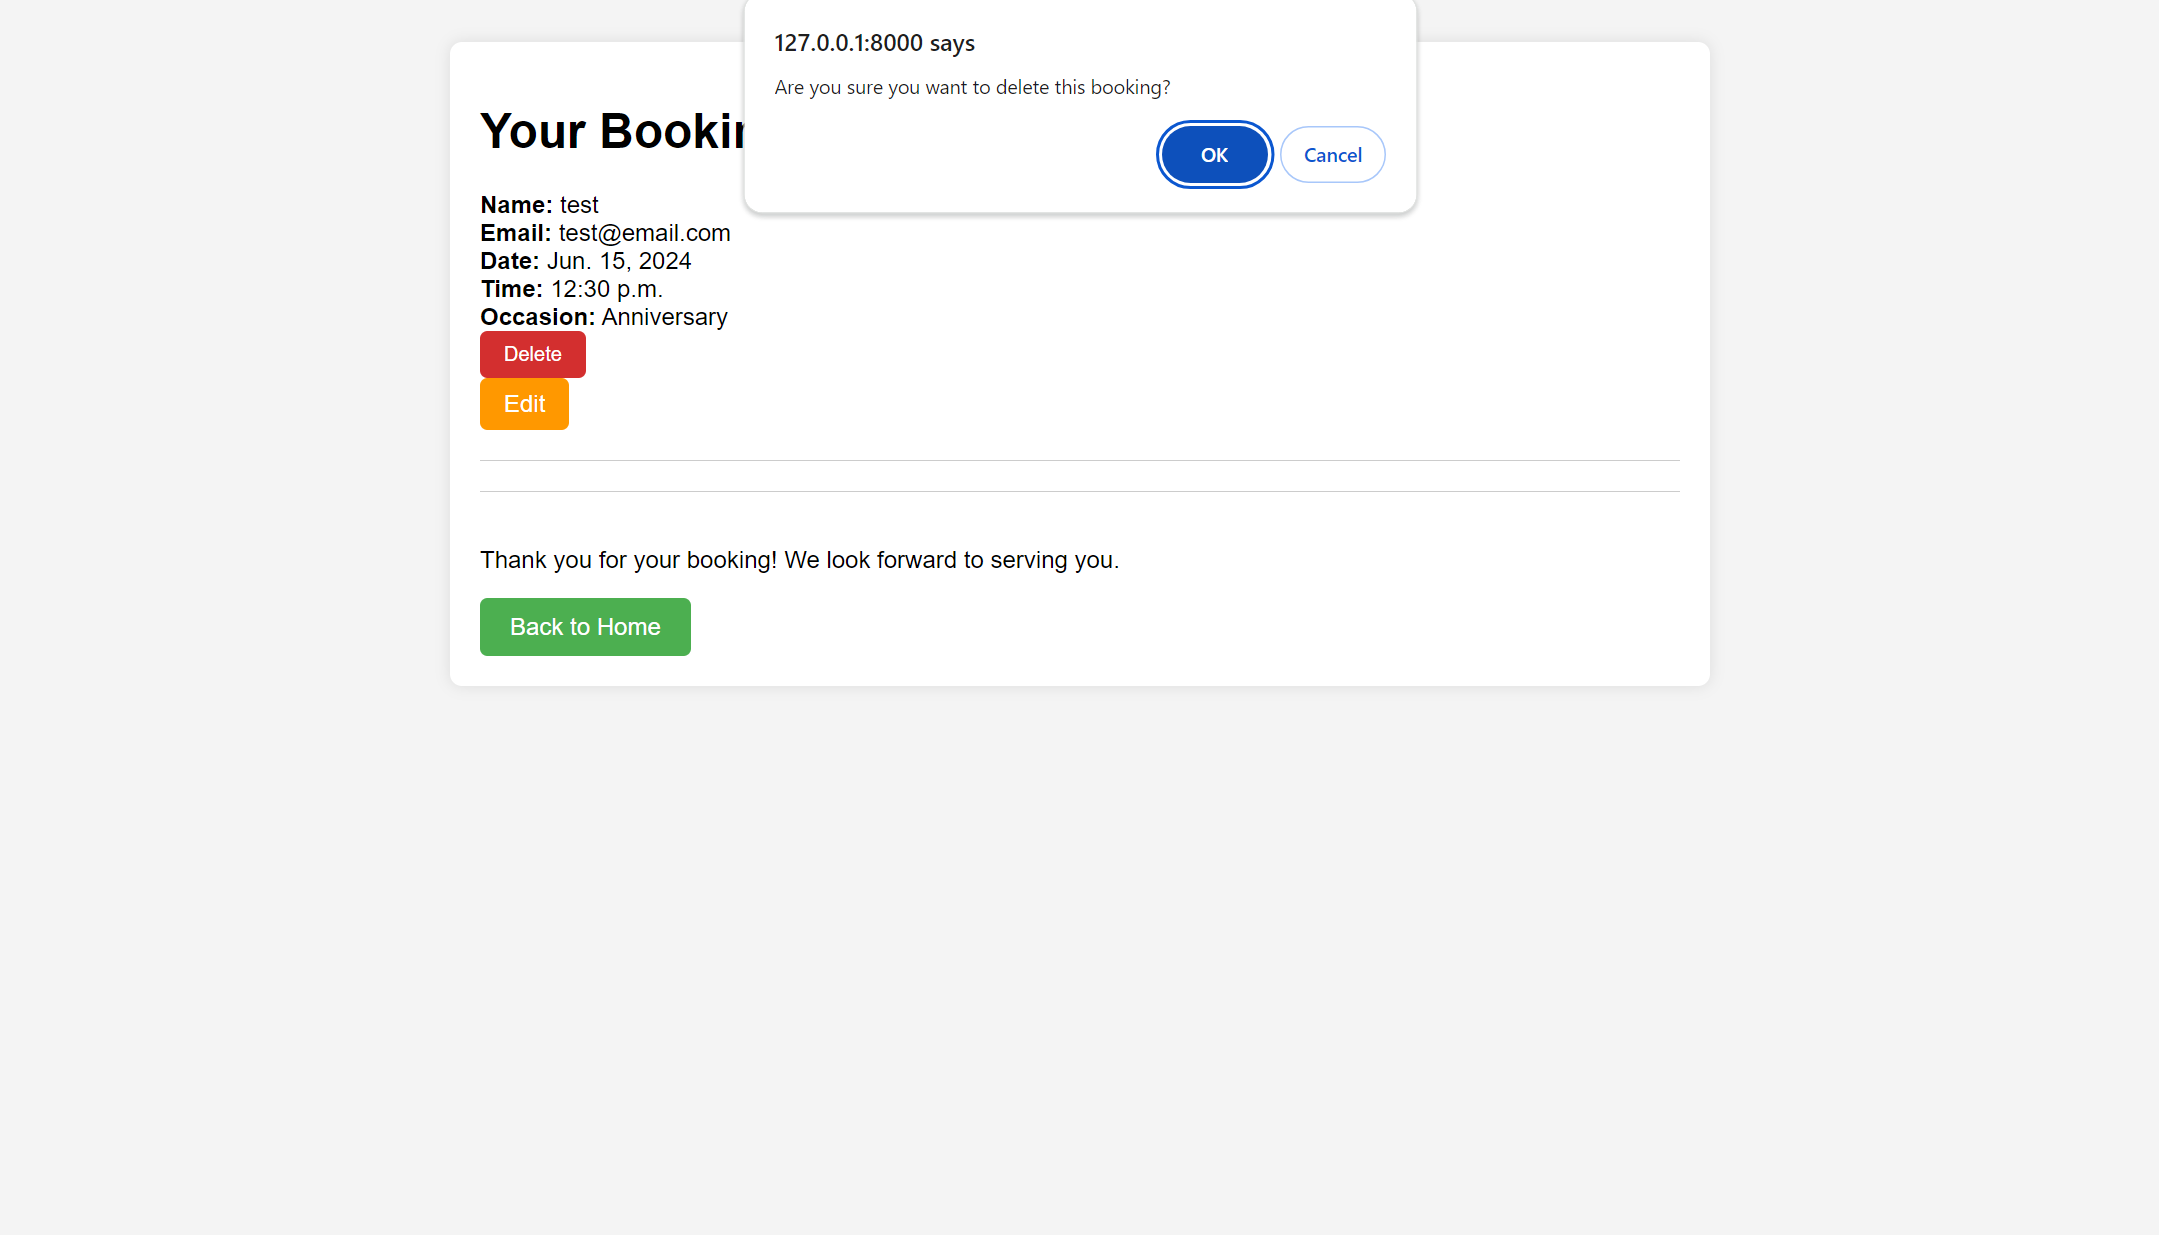 127.0.0.1:8000 says
Are you sure you want to delete this booking?
OK Cancel
Your
Name: test
Email: test@email.com
Date: Jun. 15, 2024
Time: 12:30 p.m.
Occasion: Anniversary
Delete
Edit
Thank you for your booking! We look forward to serving you.
Back to Home